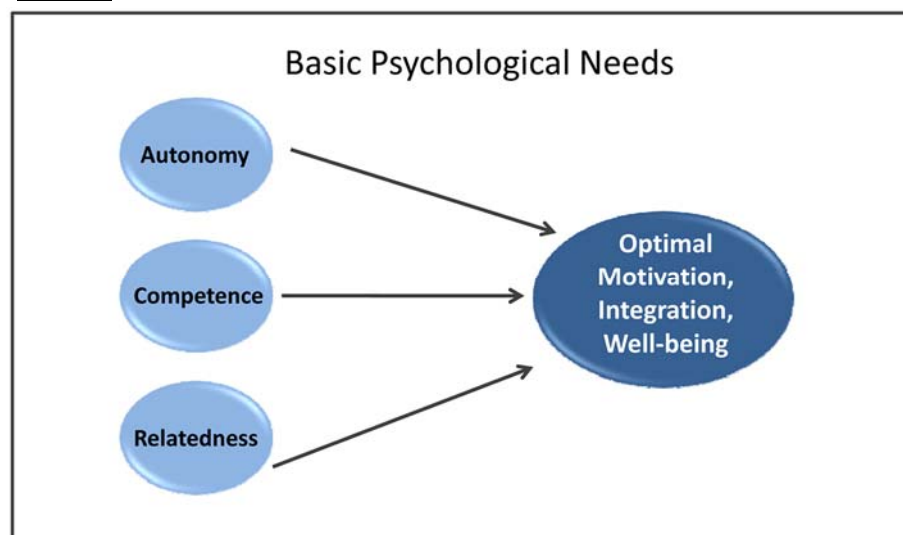 Basic Psychological Needs
Autonomy
Competence
Relatedness
Optimal
Motivation,
Integration,
Well-being